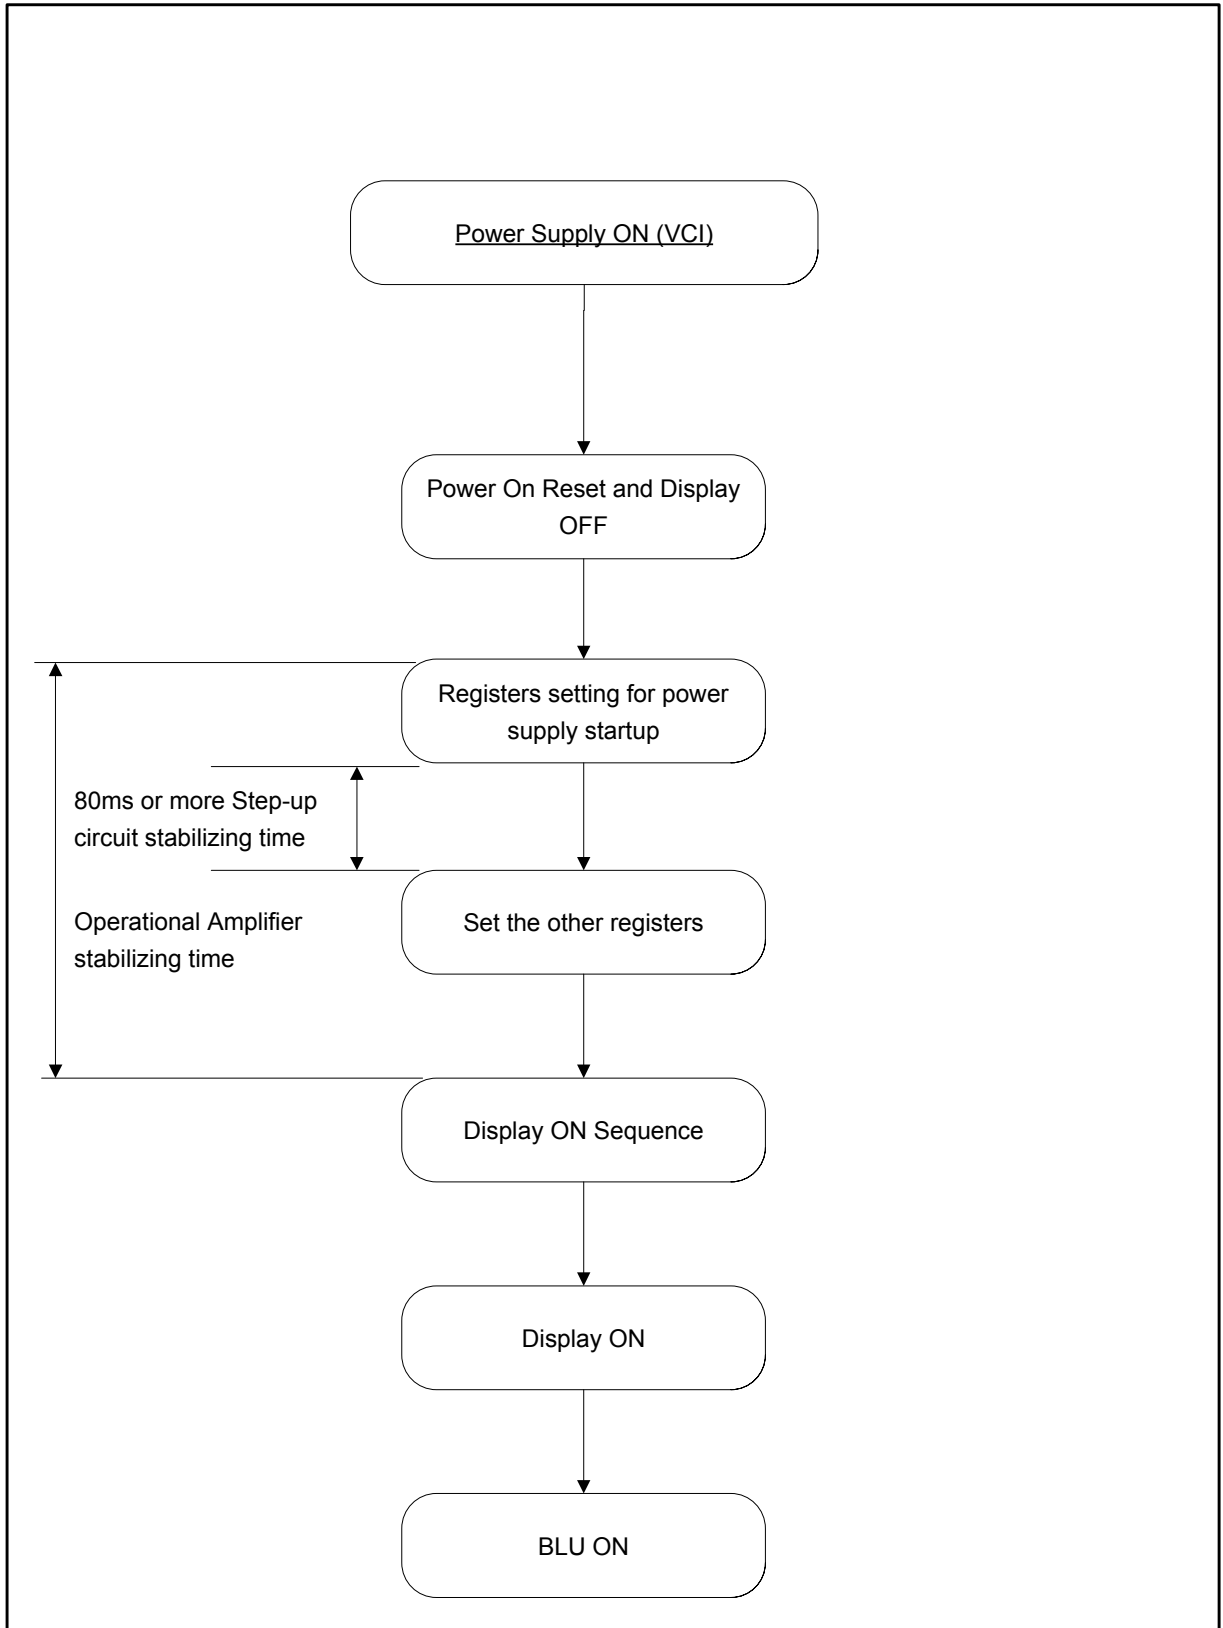 Power Supply ON (VCI)
Power On Reset and Display
OFF
Registers setting for power
supply startup
80ms or more Step-up
circuit stabilizing time
Operational Amplifier
stabilizing time
Set the other registers
Display ON Sequence
Display ON
BLU ON